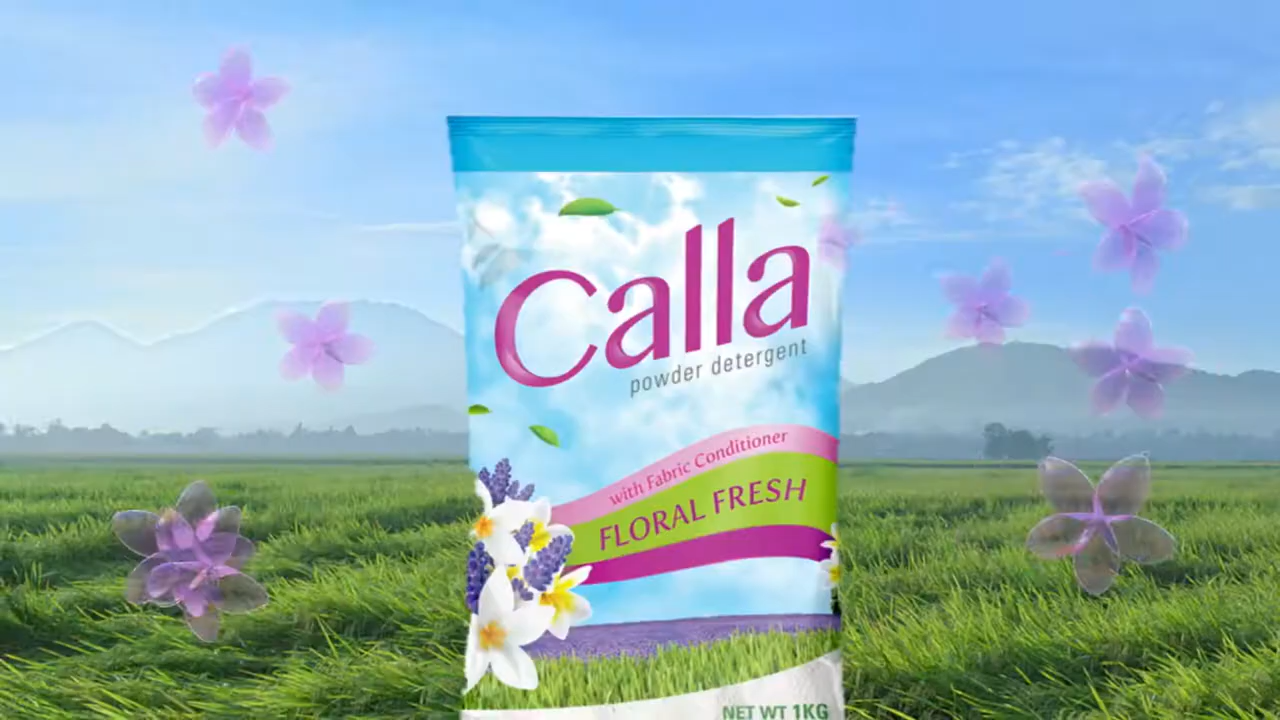 Calla
powder detergent
with Fabric Conditioner
FLORAL FRESH
NET WT 1KG